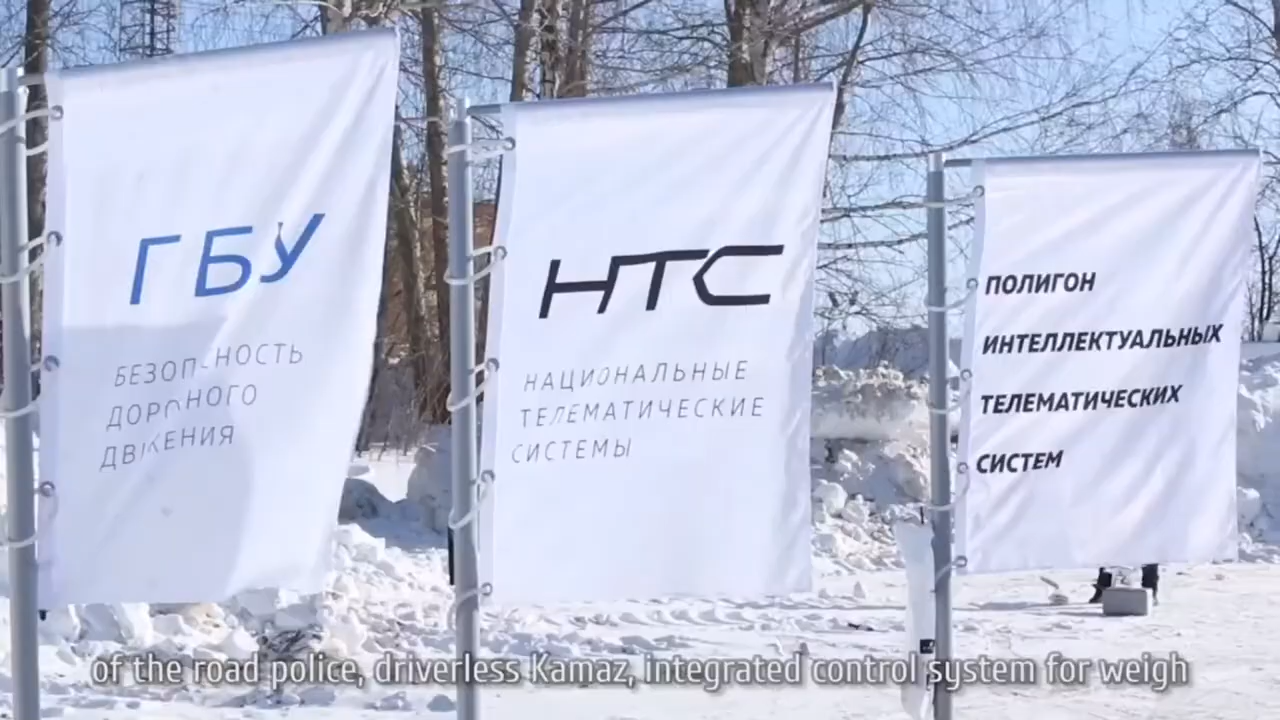 ГБУ
БЕЗОПАСНОСТЬ
ДОРОЖНОГО
ДВИЖЕНИЯ
НТС
НАЦИОНАЛЬНЫЕ
ТЕЛЕМАТИЧЕСКИЕ
СИСТЕМЫ
ПОЛИГОН
ИНТЕЛЛЕКТУАЛЬНЫХ
ТЕЛЕМАТИЧЕСКИХ
СИСТЕМ
of the road police, driverless Kamaz, integrated control system for weigh